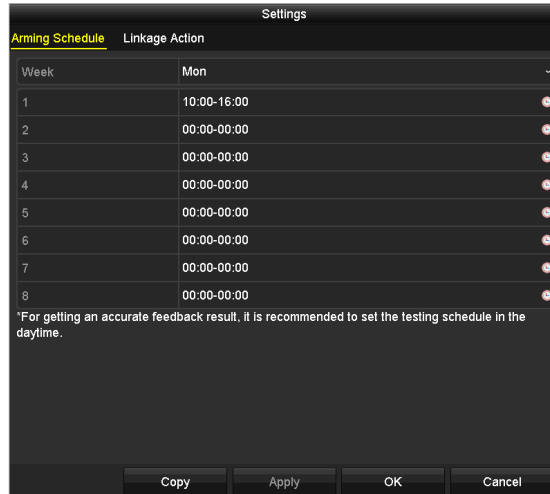 Settings
Arming Schedule Linkage Action
Week Mon
1 10:00-16:00
2 00:00-00:00
3 00:00-00:00
4 00:00-00:00
5 00:00-00:00
6 00:00-00:00
7 00:00-00:00
8 00:00-00:00
*For getting an accurate feedback result, it is recommended to set the testing schedule in the
daytime.
Copy Apply OK Cancel